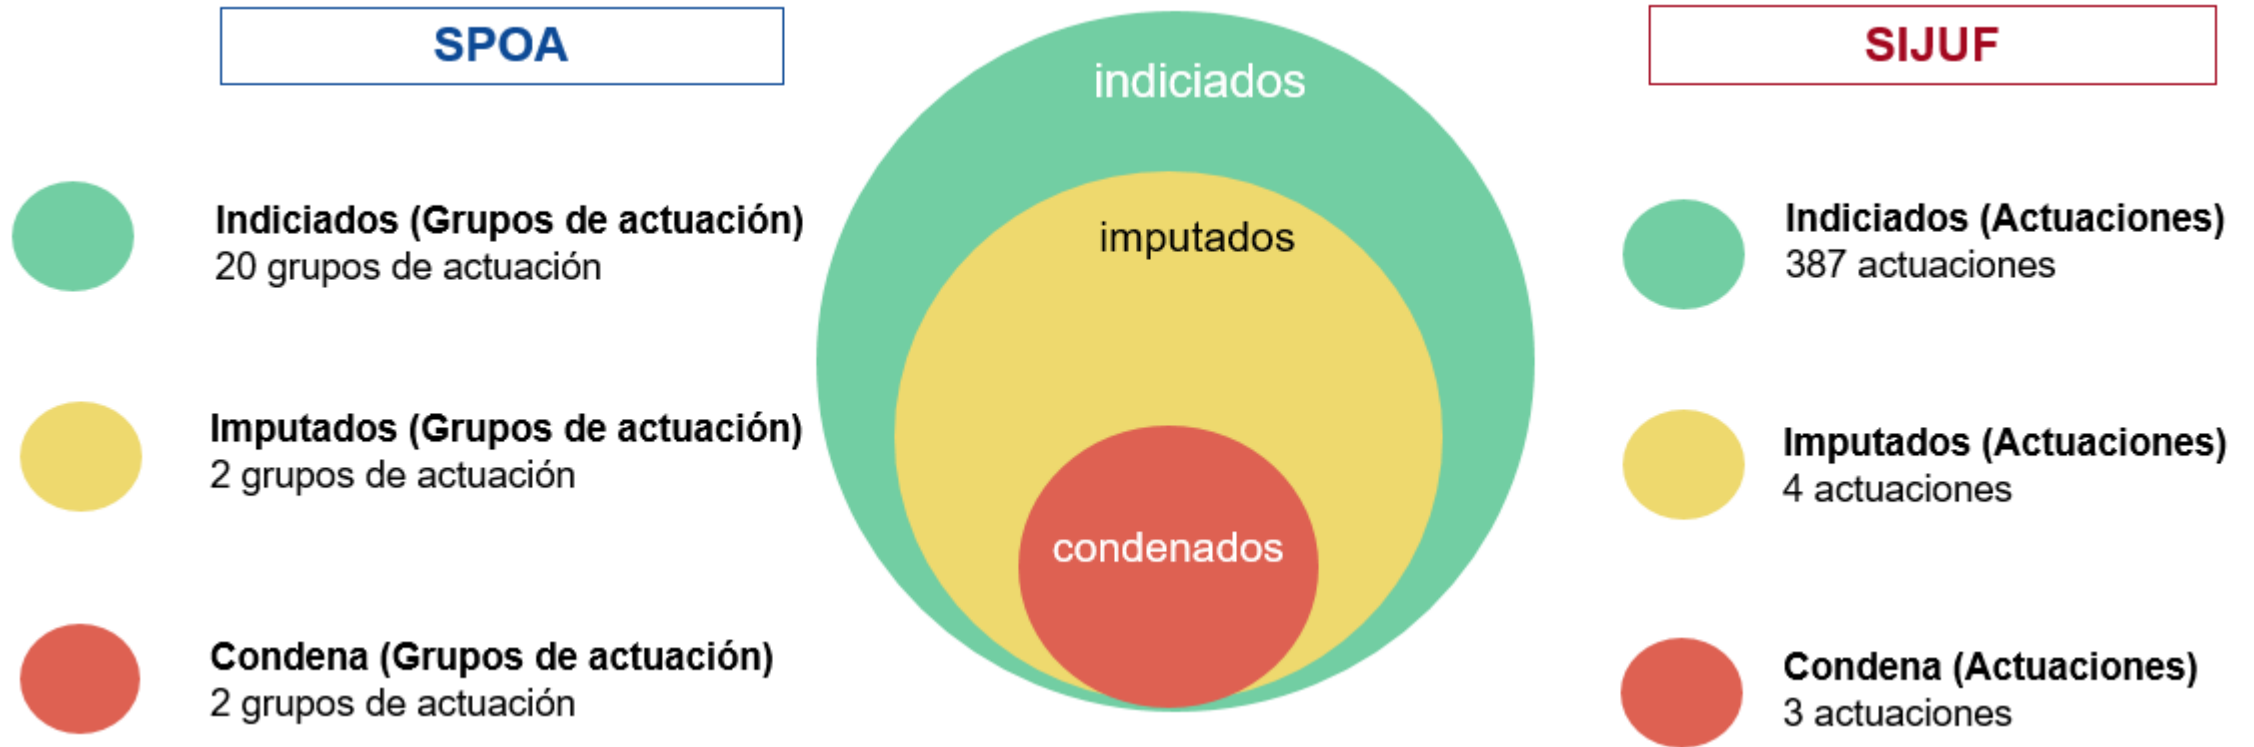 SPOA
Indiciados (Grupos de actuación)
20 grupos de actuación
Imputados (Grupos de actuación)
2 grupos de actuación
Condena (Grupos de actuación)
2 grupos de actuación
indiciados
imputados
condenados
SIJUF
Indiciados (Actuaciones)
387 actuaciones
Imputados (Actuaciones)
4 actuaciones
Condena (Actuaciones)
3 actuaciones